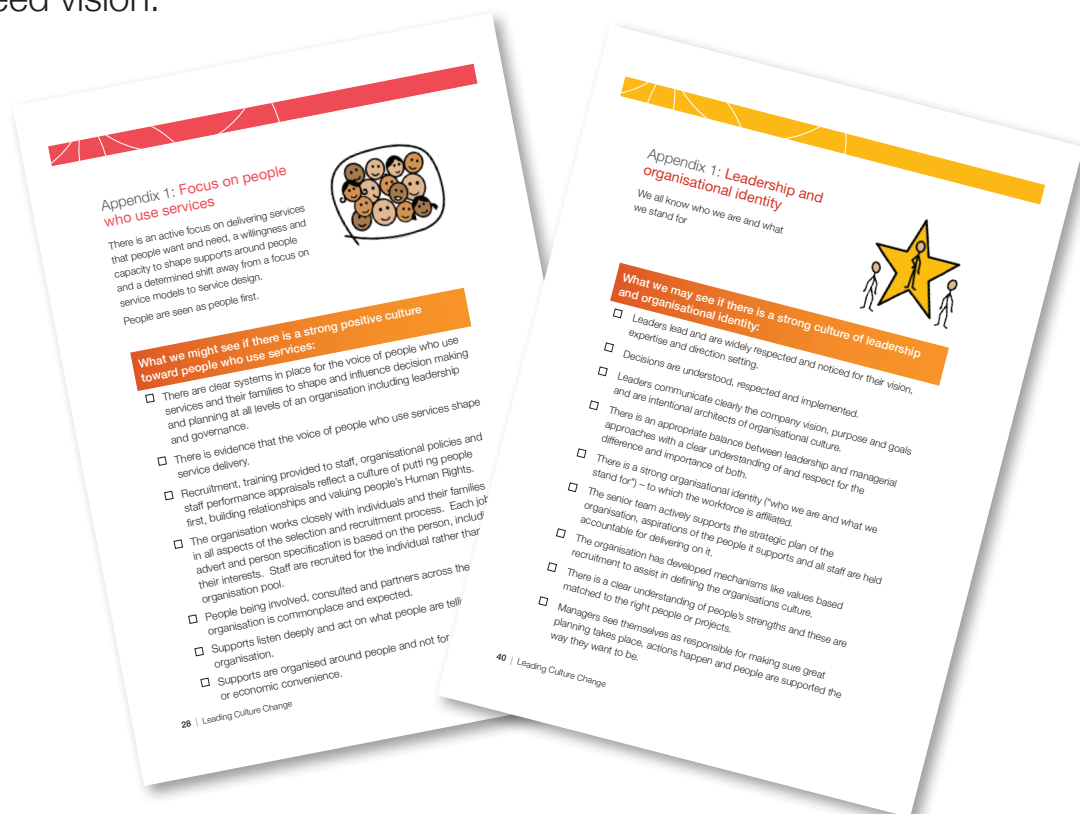 eed vision.
Appendix 1: Focus on people
who use services
There is an active focus on delivering services
that people want and need, a willingness and
capacity to shape supports around people
and a determined shift away from a focus on
service models to service design.
People are seen as people first.
What we might see if there is a strong positive culture
toward people who use services:
There are clear systems in place for the voice of people who use
services and their families to shape and influence decision making
and planning at all levels of an organisation including leadership
and governance.
There is evidence that the voice of people who use services shape
service delivery.
Recruitment, training provided to staff, organisational policies and
staff performance appraisals reflect a culture of putti ng people
first, building relationships and valuing people's Human Rights.
The organisation works closely with individuals and their families
in all aspects of the selection and recruitment process. Each job
advert and person specification is based on the person, includi
their interests. Staff are recruited for the individual rather than
organisation pool.
People being involved, consulted and partners across the
organisation is commonplace and expected.
Supports listen deeply and act on what people are telli
organisation.
Supports are organised around people and not for
or economic convenience.
28 | Leading Culture Change
Appendix 1: Leadership and
organisational identity
We all know who we are and what
we stand for
What we may see if there is a strong culture of leadership
and organisational identity:
Leaders lead and are widely respected and noticed for their vision,
expertise and direction setting.
Decisions are understood, respected and implemented.
Leaders communicate clearly the company vision, purpose and goals
and are intentional architects of organisational culture.
There is an appropriate balance between leadership and managerial
approaches with a clear understanding of and respect for the
difference and importance of both.
There is a strong organisational identity ("who we are and what we
stand for") – to which the workforce is affiliated.
The senior team actively supports the strategic plan of the
organisation, aspirations of the people it supports and all staff are held
accountable for delivering on it.
The organisation has developed mechanisms like values based
recruitment to assist in defining the organisations culture.
There is a clear understanding of people's strengths and these are
matched to the right people or projects.
Managers see themselves as responsible for making sure great
planning takes place, actions happen and people are supported the
way they want to be.
40 | Leading Culture Change